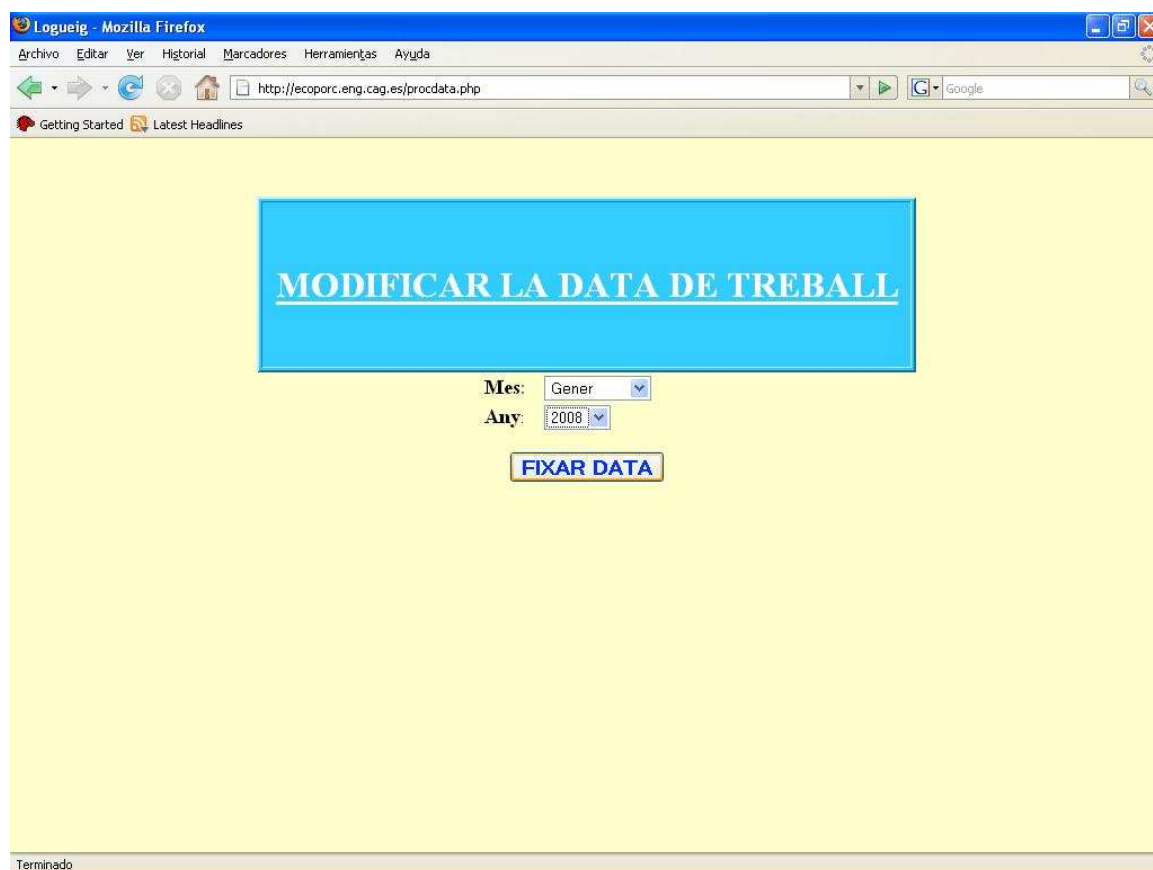 Logueig - Mozilla Firefox
Archivo Editar Ver Historial Marcadores Herramientas Ayuda
http://ecoporc.eng.cag.es/procdata.php G Google
Getting Started Latest Headlines
MODIFICAR LA DATA DE TREBALL
Mes: Gener
Any: 2008
FIXAR DATA
Terminado